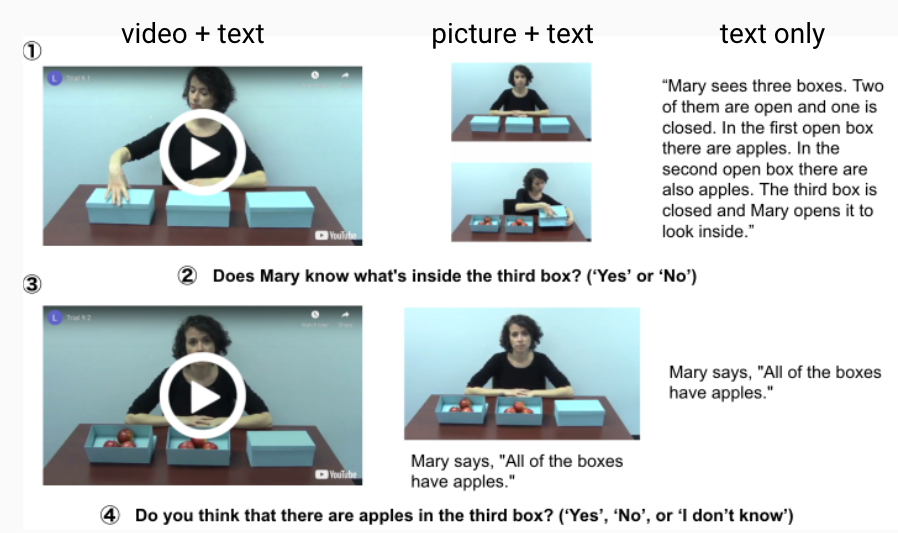 video + text
picture + text
text only
①
Trial 9.1
YouTube
“Mary sees three boxes. Two
of them are open and one is
closed. In the first open box
there are apples. In the
second open box there are
also apples. The third box is
closed and Mary opens it to
look inside.”
② Does Mary know what's inside the third box? (‘Yes’ or ‘No’)
③
L
YouTube
Mary says, "All of the boxes
have apples."
Mary says, "All of the boxes
have apples."
④ Do you think that there are apples in the third box? (‘Yes’, ‘No’, or ‘I don’t know’)